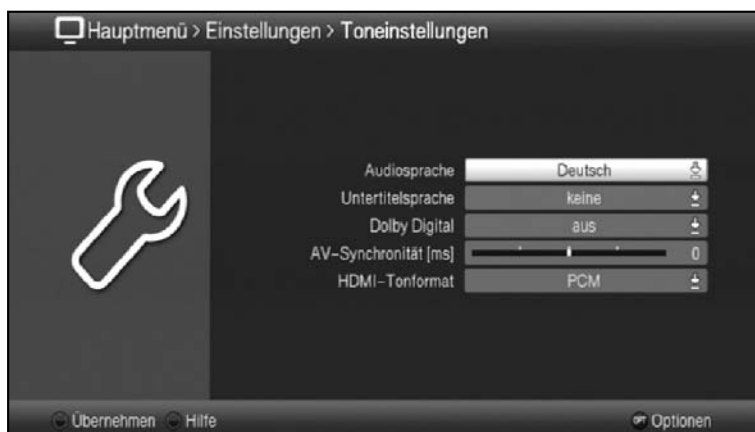 Hauptmenü > Einstellungen > Toneinstellungen
Audiosprache Deutsch
Untertitelsprache keine
Dolby Digital aus
AV-Synchronität [ms] 0
HDMI-Tonformat PCM
Übernehmen Hilfe OPT Optionen